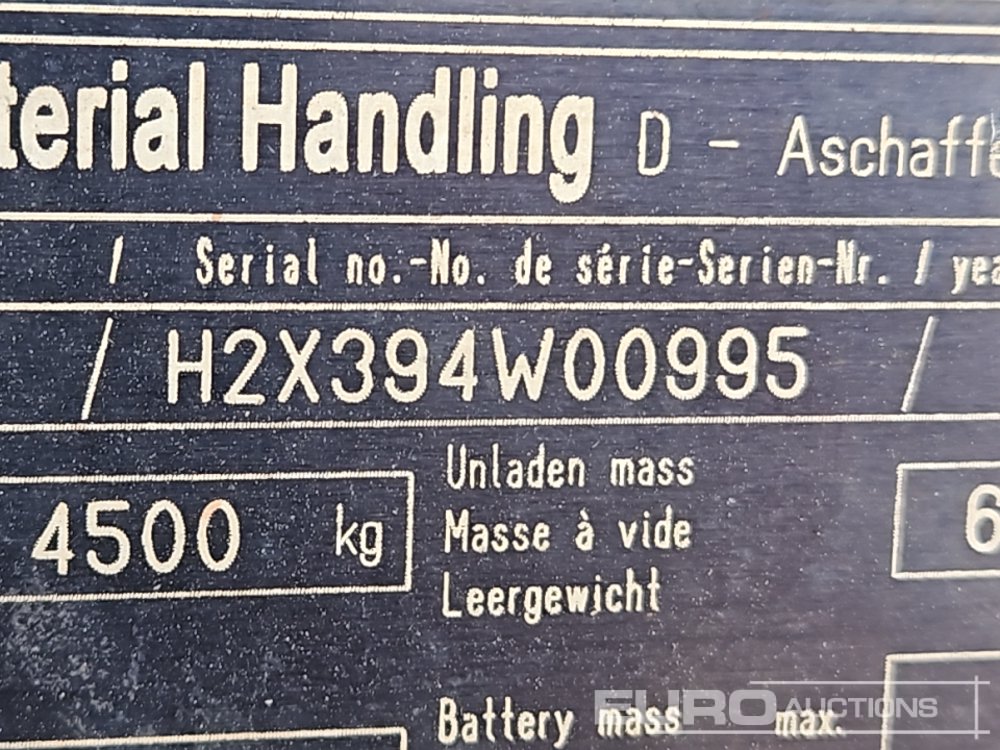 terial Handling D - Aschaff
/ Serial no.-No. de série-Serien-Nr. / yea
/ H2X394W00995 /
4500 kg
Unladen mass
Masse à vide
Leergewicht
6
Battery mass max.
EURO AUCTIONS